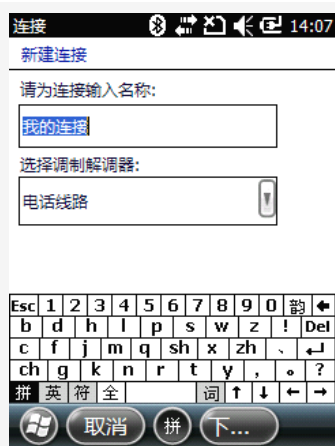 连接 14:07
新建连接
请为连接输入名称:
我的连接
选择调制解调器:
电话线路
Esc 1 2 3 4 5 6 7 8 9 0 韵 ←
b d h l p s w z ! Del
c f j m q sh x zh 、 ↵
ch g k n r t y , 。 ?
拼 英 符 全 词 ↑ ↓ ← →
取消 拼 下...